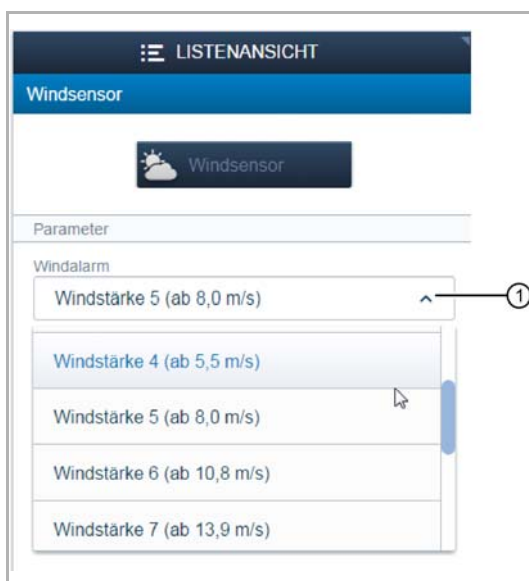 LISTENANSICHT
Windsensor
Windsensor
Parameter
Windalarm
Windstärke 5 (ab 8,0 m/s)
1
Windstärke 4 (ab 5,5 m/s)
Windstärke 5 (ab 8,0 m/s)
Windstärke 6 (ab 10,8 m/s)
Windstärke 7 (ab 13,9 m/s)